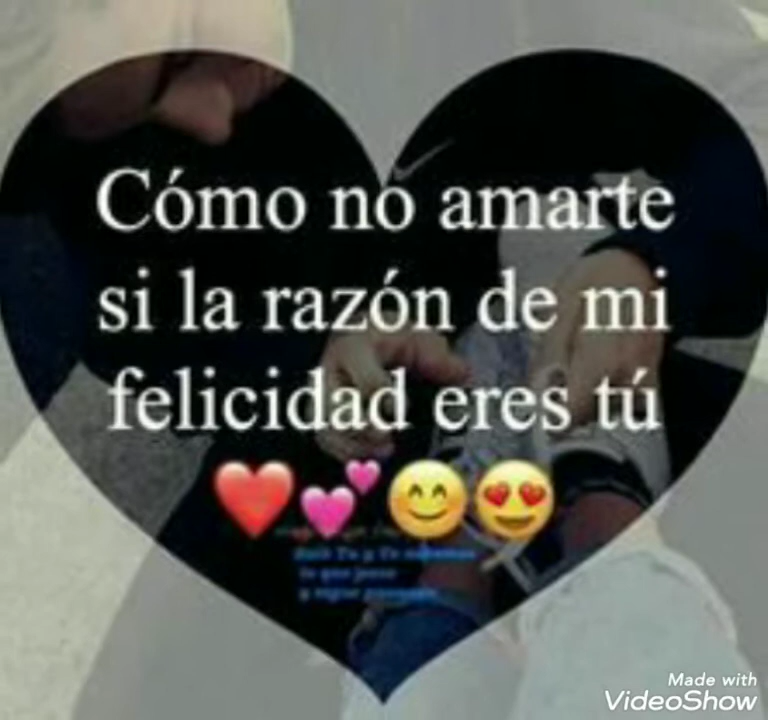 Cómo no amarte
si la razón de mi
felicidad eres tú
❤️💕😊😍
Made with
VideoShow